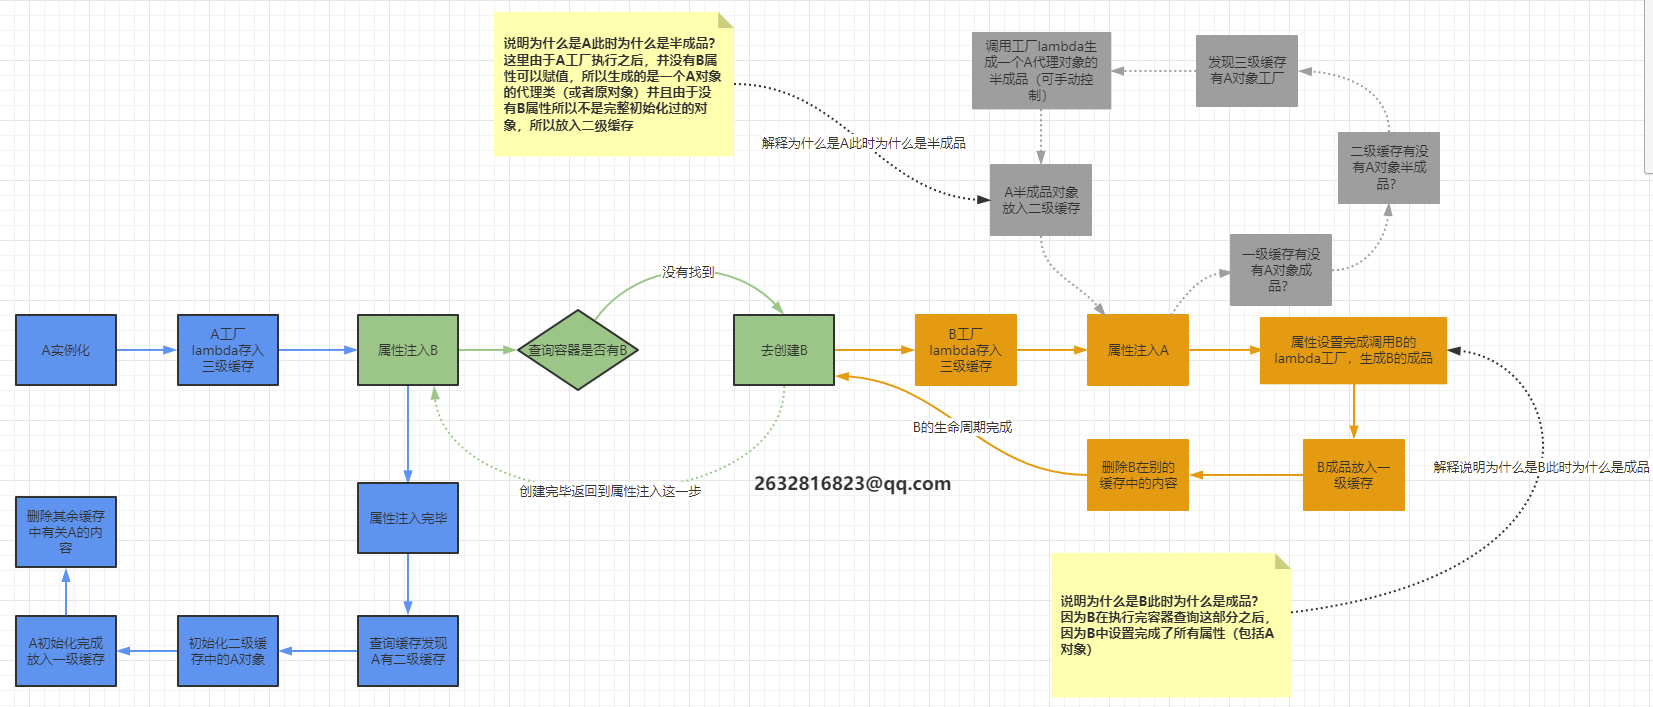 说明为什么是A此时为什么是半成品？
这里由于A工厂执行之后，并没有B属
性可以赋值，所以生成的是一个A对象
的代理类（或者原对象）并且由于没
有B属性所以不是完整初始化过的对
象，所以放入二级缓存
解释为什么是A此时为什么是半成品
调用工厂lambda生
成一个A代理对象的
半成品（可手动控
制）
发现三级缓存
有A对象工厂
二级缓存有没
有A对象半成
品？
A半成品对象
放入二级缓存
一级缓存有没
有A对象成
品？
没有找到
A实例化
A工厂
lambda存入
三级缓存
属性注入B
查询容器是否有B
去创建B
B工厂
lambda存入
三级缓存
属性注入A
属性设置完成调用B的
lambda工厂，生成B的成品
B的生命周期完成
删除B在别的
缓存中的内容
B成品放入一
级缓存
解释说明为什么是B此时为什么是成品
创建完毕返回到属性注入这一步
2632816823@qq.com
删除其余缓存
中有关A的内
容
属性注入完毕
A初始化完成
放入一级缓存
初始化二级缓
存中的A对象
查询缓存发现
A有二级缓存
说明为什么是B此时为什么是成品？
因为B在执行完容器查询这部分之后，
因为B中设置完成了所有属性（包括A
对象）